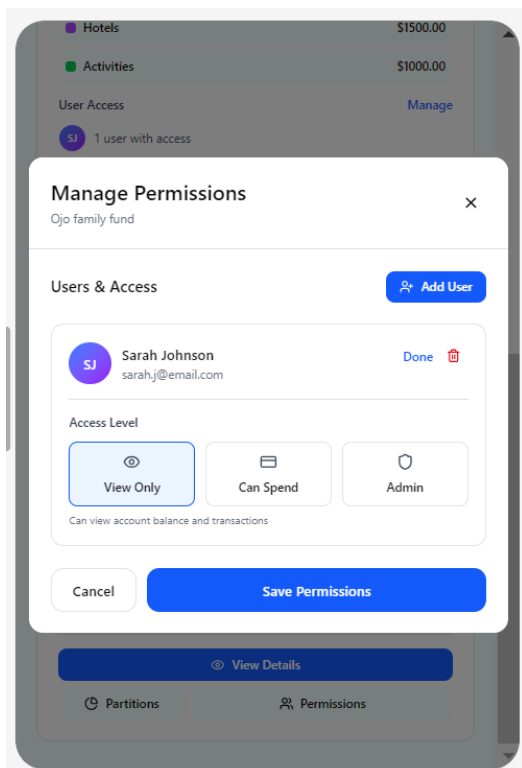 Hotels $1500.00
Activities $1000.00
User Access Manage
SJ 1 user with access
Manage Permissions
Ojo family fund
Users & Access Add User
SJ Sarah Johnson Done
sarah.j@email.com
Access Level
View Only Can Spend Admin
Can view account balance and transactions
Cancel Save Permissions
View Details
Partitions Permissions